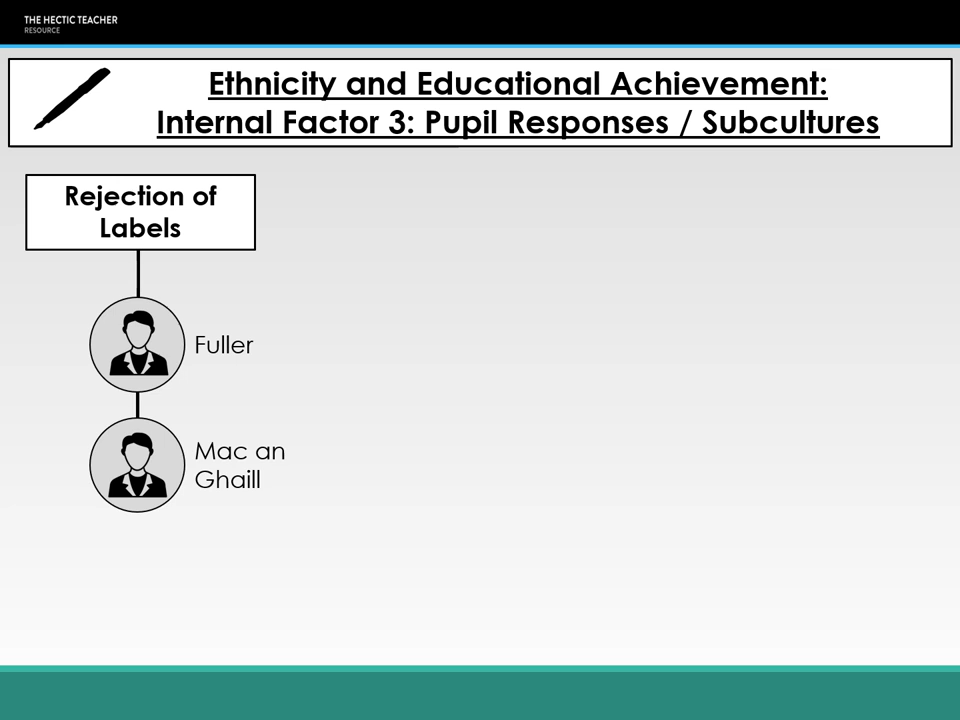 THE HECTIC TEACHER
RESOURCE
Ethnicity and Educational Achievement:
Internal Factor 3: Pupil Responses / Subcultures
Rejection of
Labels
Fuller
Mac an
Ghaill